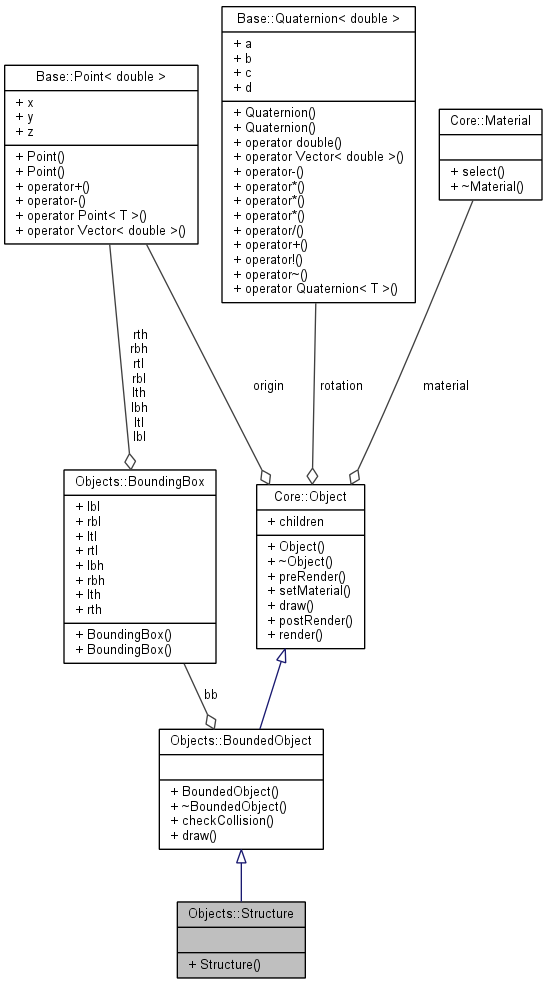 Base::Quaternion< double >
+ a
+ b
+ c
+ d
+ Quaternion()
+ Quaternion()
+ operator double()
+ operator Vector< double >()
+ operator-()
+ operator*()
+ operator*()
+ operator*()
+ operator/()
+ operator+()
+ operator!()
+ operator~()
+ operator Quaternion< T >()
Base::Point< double >
+ x
+ y
+ z
+ Point()
+ Point()
+ operator+()
+ operator-()
+ operator Point< T >()
+ operator Vector< double >()
Core::Material
+ select()
+ ~Material()
rth
rbh
rtl
rbl
lth
lbh
ltl
lbl
origin
rotation
material
Objects::BoundingBox
+ lbl
+ rbl
+ ltl
+ rtl
+ lbh
+ rbh
+ lth
+ rth
+ BoundingBox()
+ BoundingBox()
Core::Object
+ children
+ Object()
+ ~Object()
+ preRender()
+ setMaterial()
+ draw()
+ postRender()
+ render()
bb
Objects::BoundedObject
+ BoundedObject()
+ ~BoundedObject()
+ checkCollision()
+ draw()
Objects::Structure
+ Structure()